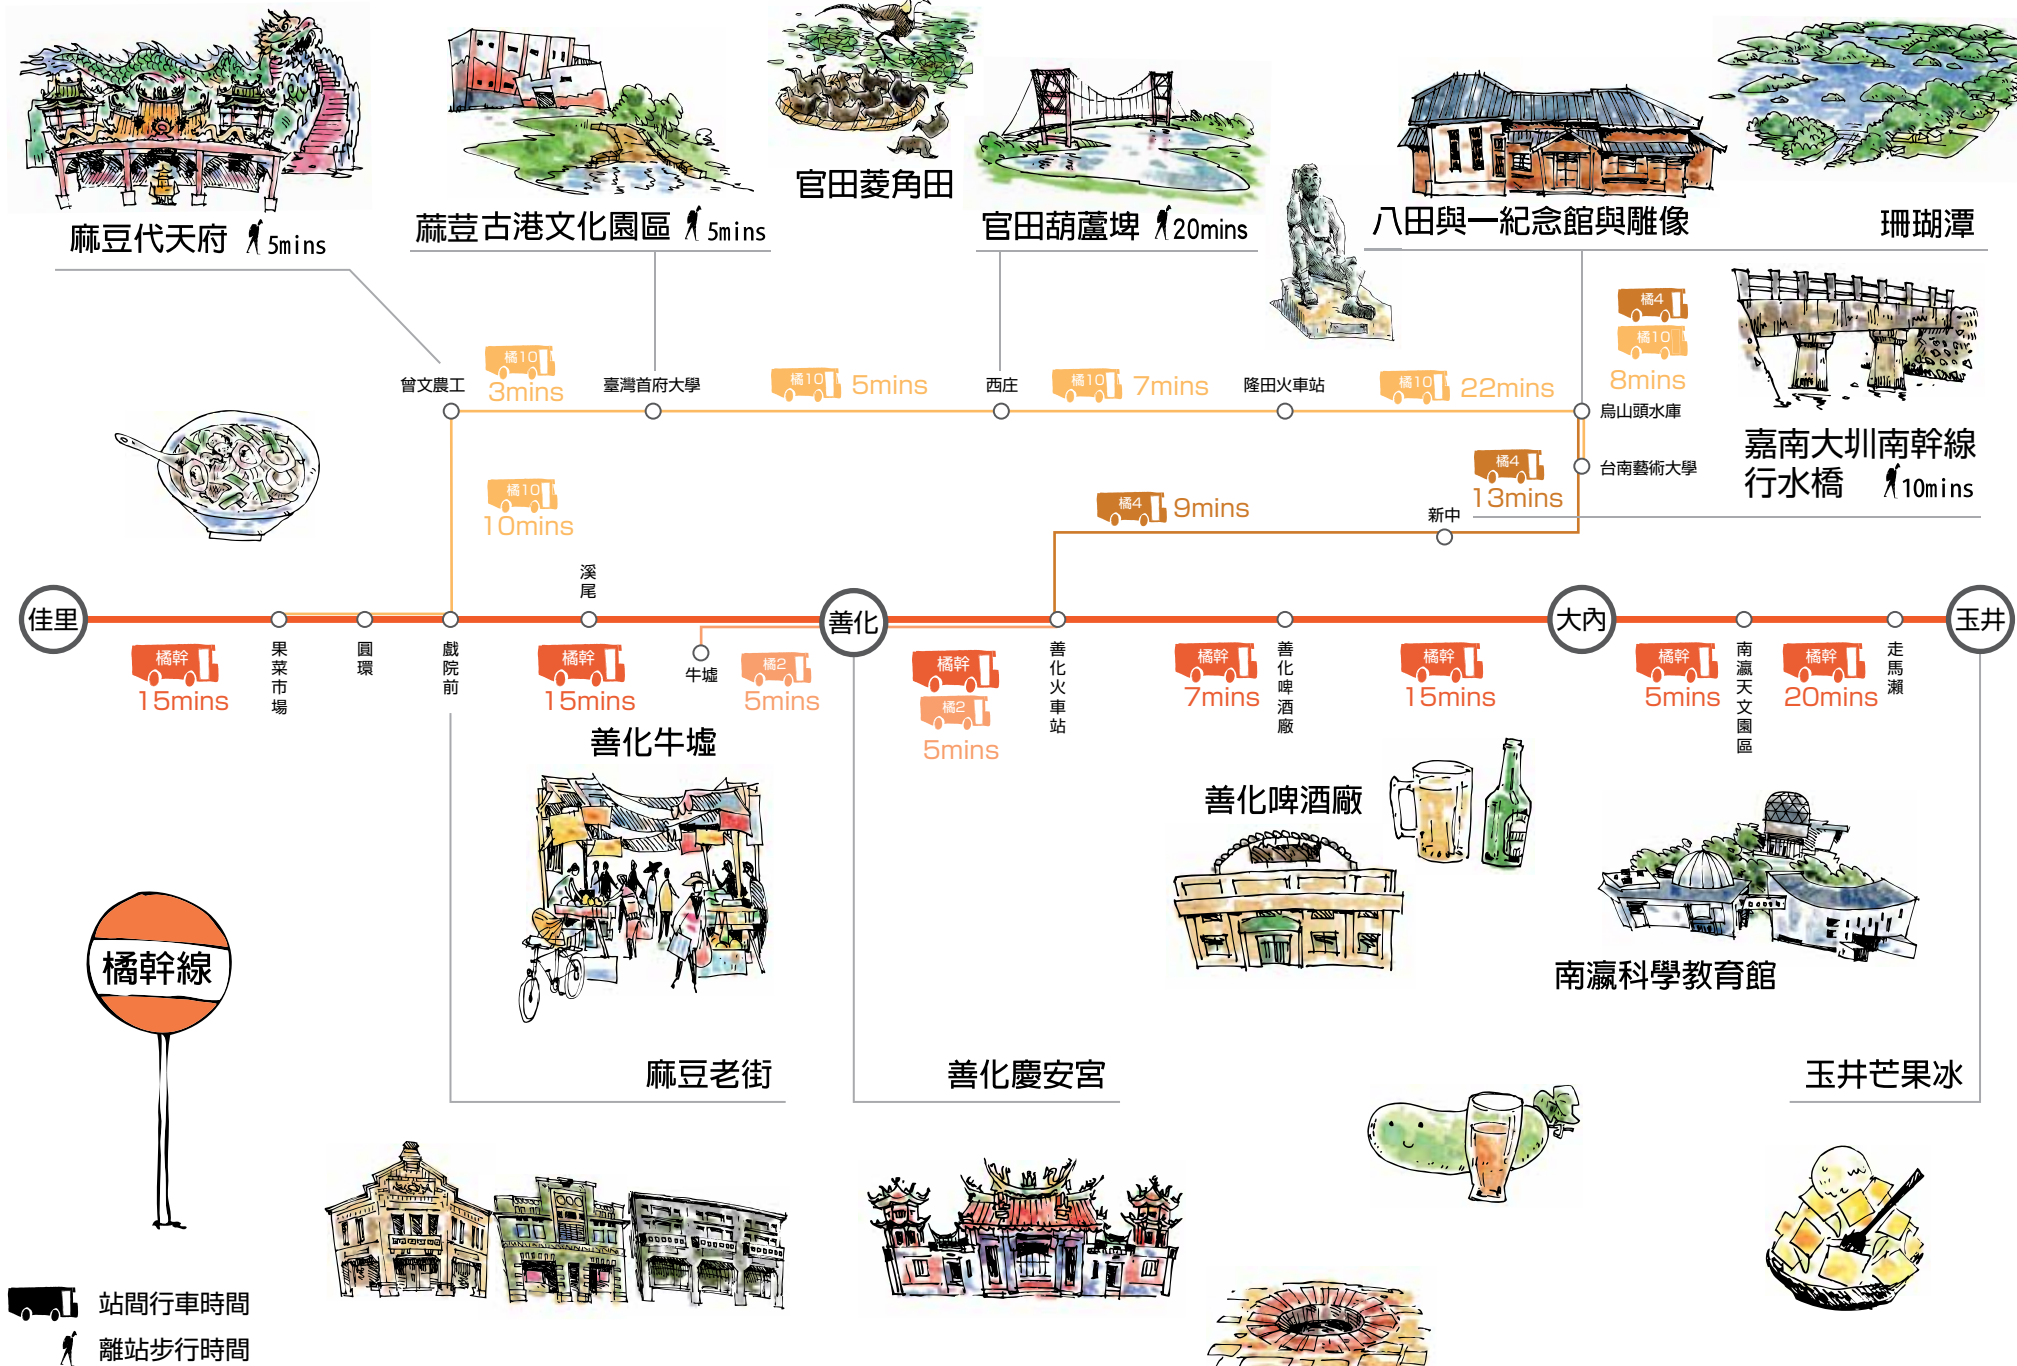 官田菱角田
麻豆代天府 5mins
蔴荳古港文化園區 5mins
官田葫蘆埤 20mins
八田與一紀念館與雕像
珊瑚潭
橘4
橘10
8mins
曾文農工
橘10
3mins
臺灣首府大學
橘10 5mins
西庄
橘10 7mins
隆田火車站
橘10 22mins
烏山頭水庫
嘉南大圳南幹線
行水橋 10mins
台南藝術大學
橘4
13mins
橘10
10mins
橘4 9mins
新中
溪尾
佳里
善化
大內
玉井
橘幹
15mins
果菜市場
圓環
戲院前
橘幹
15mins
牛墟
橘2
5mins
橘幹
橘2
5mins
善化火車站
橘幹
7mins
善化啤酒廠
橘幹
15mins
橘幹
5mins
南瀛天文園區
橘幹
20mins
走馬瀨
善化牛墟
善化啤酒廠
橘幹線
南瀛科學教育館
麻豆老街
善化慶安宮
玉井芒果冰
站間行車時間
離站步行時間